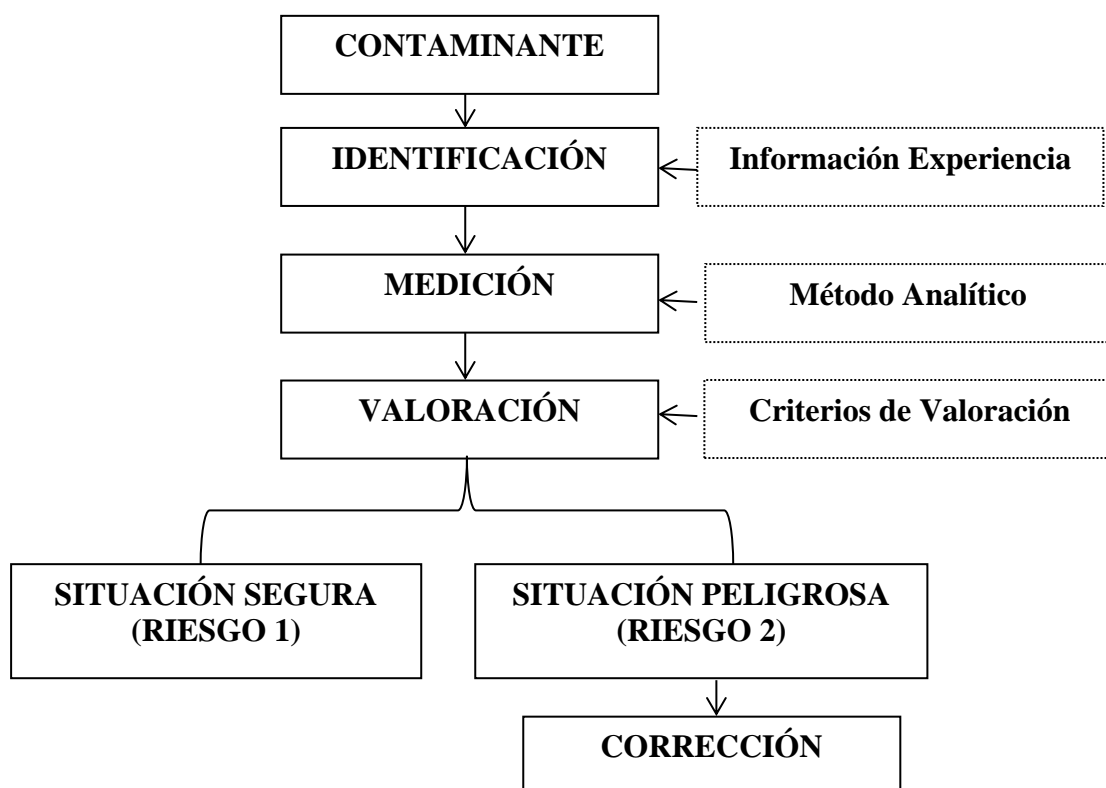 CONTAMINANTE
IDENTIFICACIÓN
Información Experiencia
MEDICIÓN
Método Analítico
VALORACIÓN
Criterios de Valoración
SITUACIÓN SEGURA
(RIESGO 1)
SITUACIÓN PELIGROSA
(RIESGO 2)
CORRECCIÓN